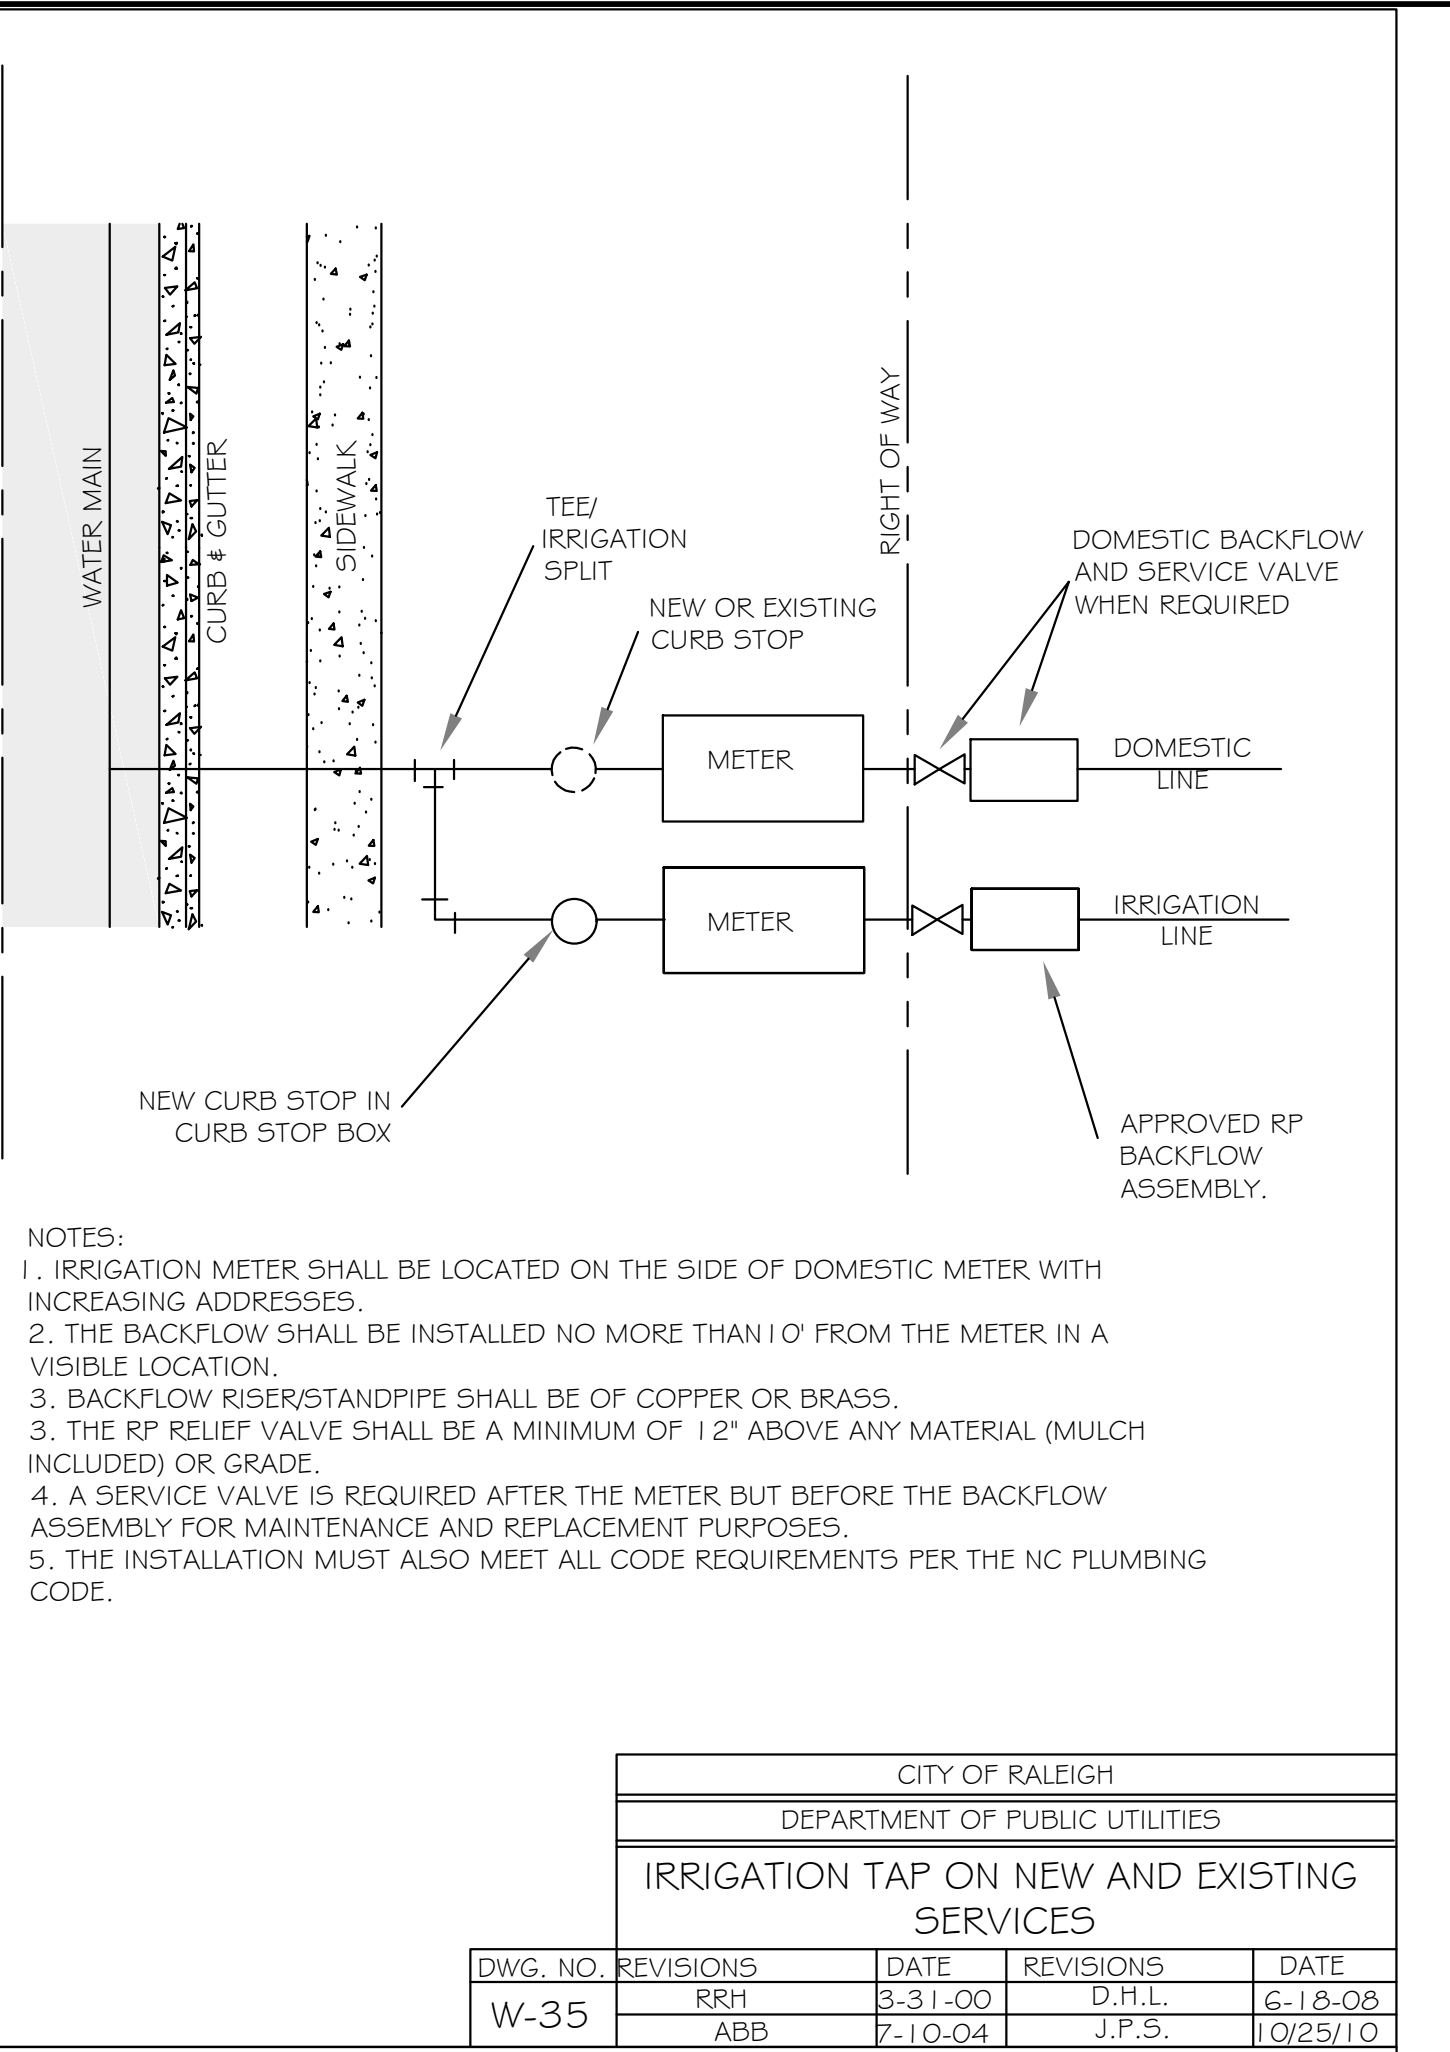 WATER MAIN
CURB & GUTTER
SIDEWALK
RIGHT OF WAY
TEE/
IRRIGATION
SPLIT
NEW OR EXISTING
CURB STOP
DOMESTIC BACKFLOW
AND SERVICE VALVE
WHEN REQUIRED
METER
DOMESTIC
LINE
METER
IRRIGATION
LINE
NEW CURB STOP IN
CURB STOP BOX
APPROVED RP
BACKFLOW
ASSEMBLY.
NOTES:
1. IRRIGATION METER SHALL BE LOCATED ON THE SIDE OF DOMESTIC METER WITH
INCREASING ADDRESSES.
2. THE BACKFLOW SHALL BE INSTALLED NO MORE THAN10' FROM THE METER IN A
VISIBLE LOCATION.
3. BACKFLOW RISER/STANDPIPE SHALL BE OF COPPER OR BRASS.
3. THE RP RELIEF VALVE SHALL BE A MINIMUM OF 12" ABOVE ANY MATERIAL (MULCH
INCLUDED) OR GRADE.
4. A SERVICE VALVE IS REQUIRED AFTER THE METER BUT BEFORE THE BACKFLOW
ASSEMBLY FOR MAINTENANCE AND REPLACEMENT PURPOSES.
5. THE INSTALLATION MUST ALSO MEET ALL CODE REQUIREMENTS PER THE NC PLUMBING
CODE.
CITY OF RALEIGH
DEPARTMENT OF PUBLIC UTILITIES
IRRIGATION TAP ON NEW AND EXISTING
SERVICES
DWG. NO. REVISIONS DATE REVISIONS DATE
W-35
RRH 3-31-00 D.H.L. 6-18-08
ABB 7-10-04 J.P.S. 10/25/10